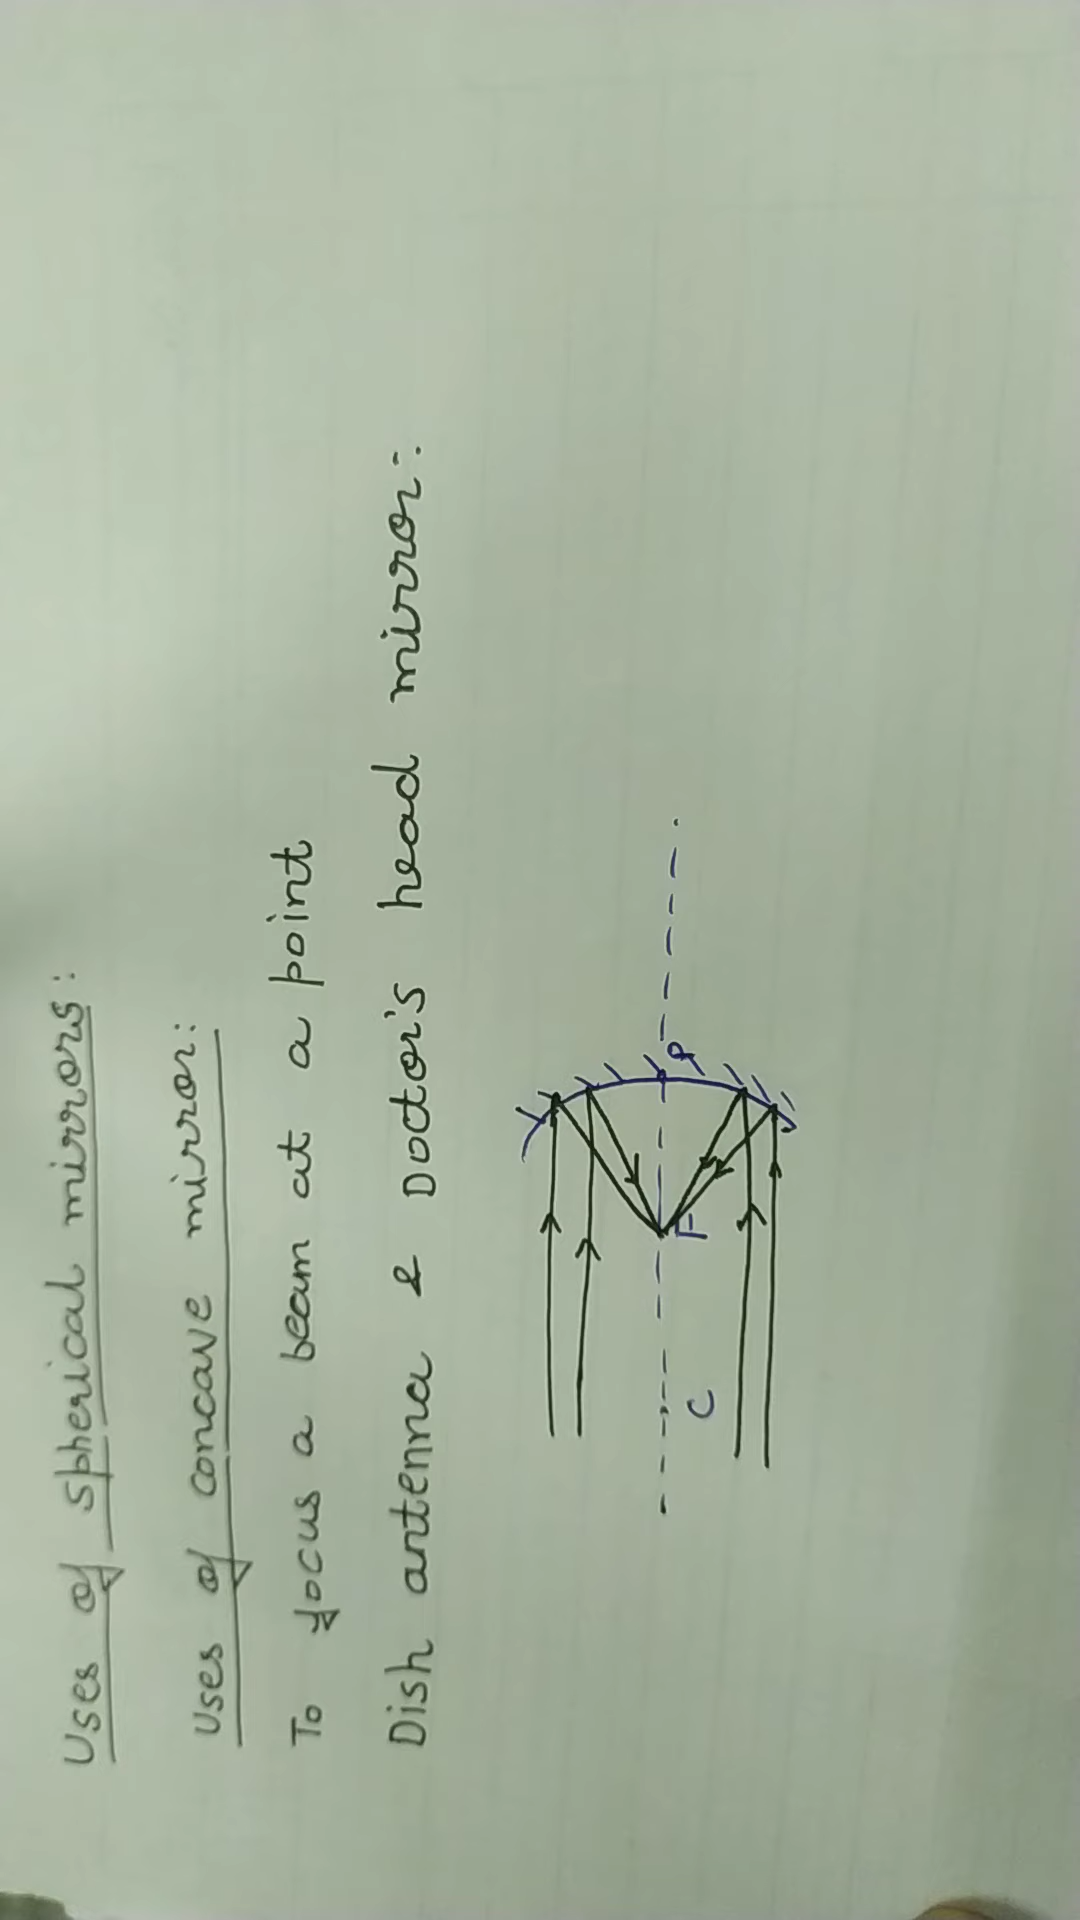 Uses of spherical mirrors:
Uses of concave mirror:
To focus a beam at a point
Dish antenna & Doctor's head mirror:
C
F
P